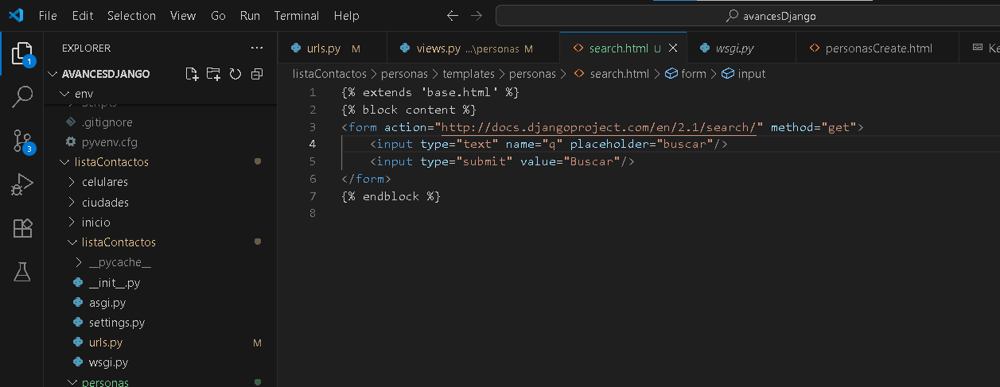 File Edit Selection View Go Run Terminal Help
avancesDjango
EXPLORER
urls.py M
views.py ...\personas M
search.html U
wsgi.py
personasCreate.html
Ke
1
AVANCESDJANGO
listaContactos > personas > templates > personas > search.html > form > input
env
Scripts
.gitignore
pyvenv.cfg
3
listaContactos
celulares
ciudades
inicio
listaContactos
__pycache__
__init__.py
asgi.py
settings.py
urls.py M
wsgi.py
personas
1 {% extends 'base.html' %}
2 {% block content %}
3 <form action="http://docs.djangoproject.com/en/2.1/search/" method="get">
4 <input type="text" name="q" placeholder="buscar"/>
5 <input type="submit" value="Buscar"/>
6 </form>
7 {% endblock %}
8